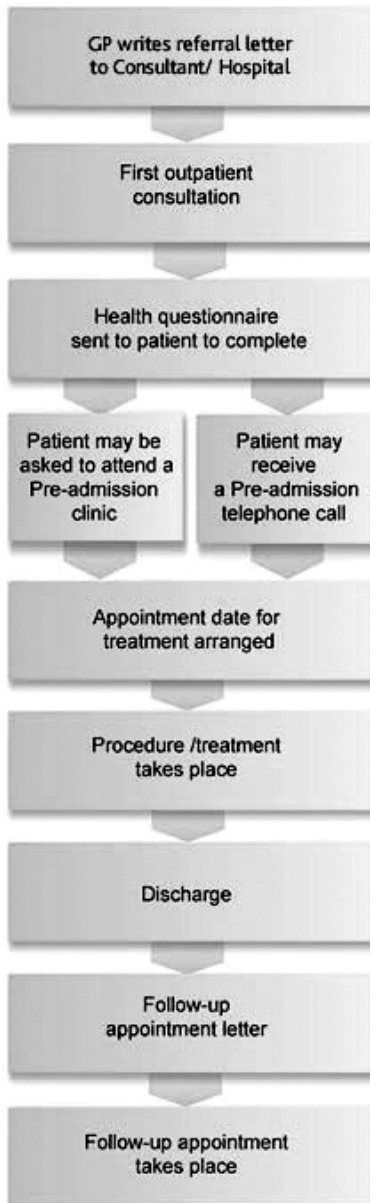 GP writes referral letter
to Consultant/ Hospital
First outpatient
consultation
Health questionnaire
sent to patient to complete
Patient may be
asked to attend a
Pre-admission
clinic
Patient may
receive
a Pre-admission
telephone call
Appointment date for
treatment arranged
Procedure /treatment
takes place
Discharge
Follow-up
appointment letter
Follow-up appointment
takes place